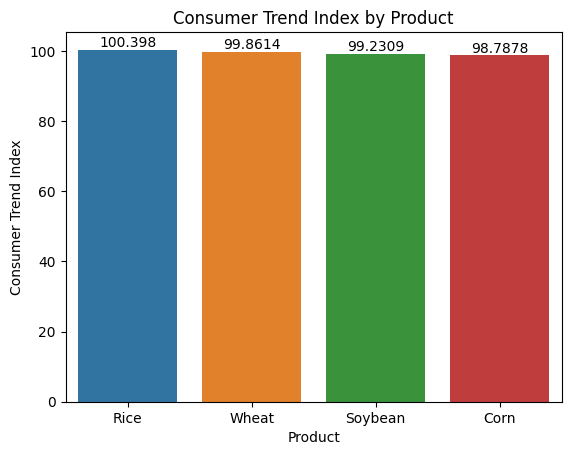 Consumer Trend Index by Product
Consumer Trend Index
100
80
60
40
20
0
100.398
99.8614
99.2309
98.7878
Rice
Wheat
Soybean
Corn
Product